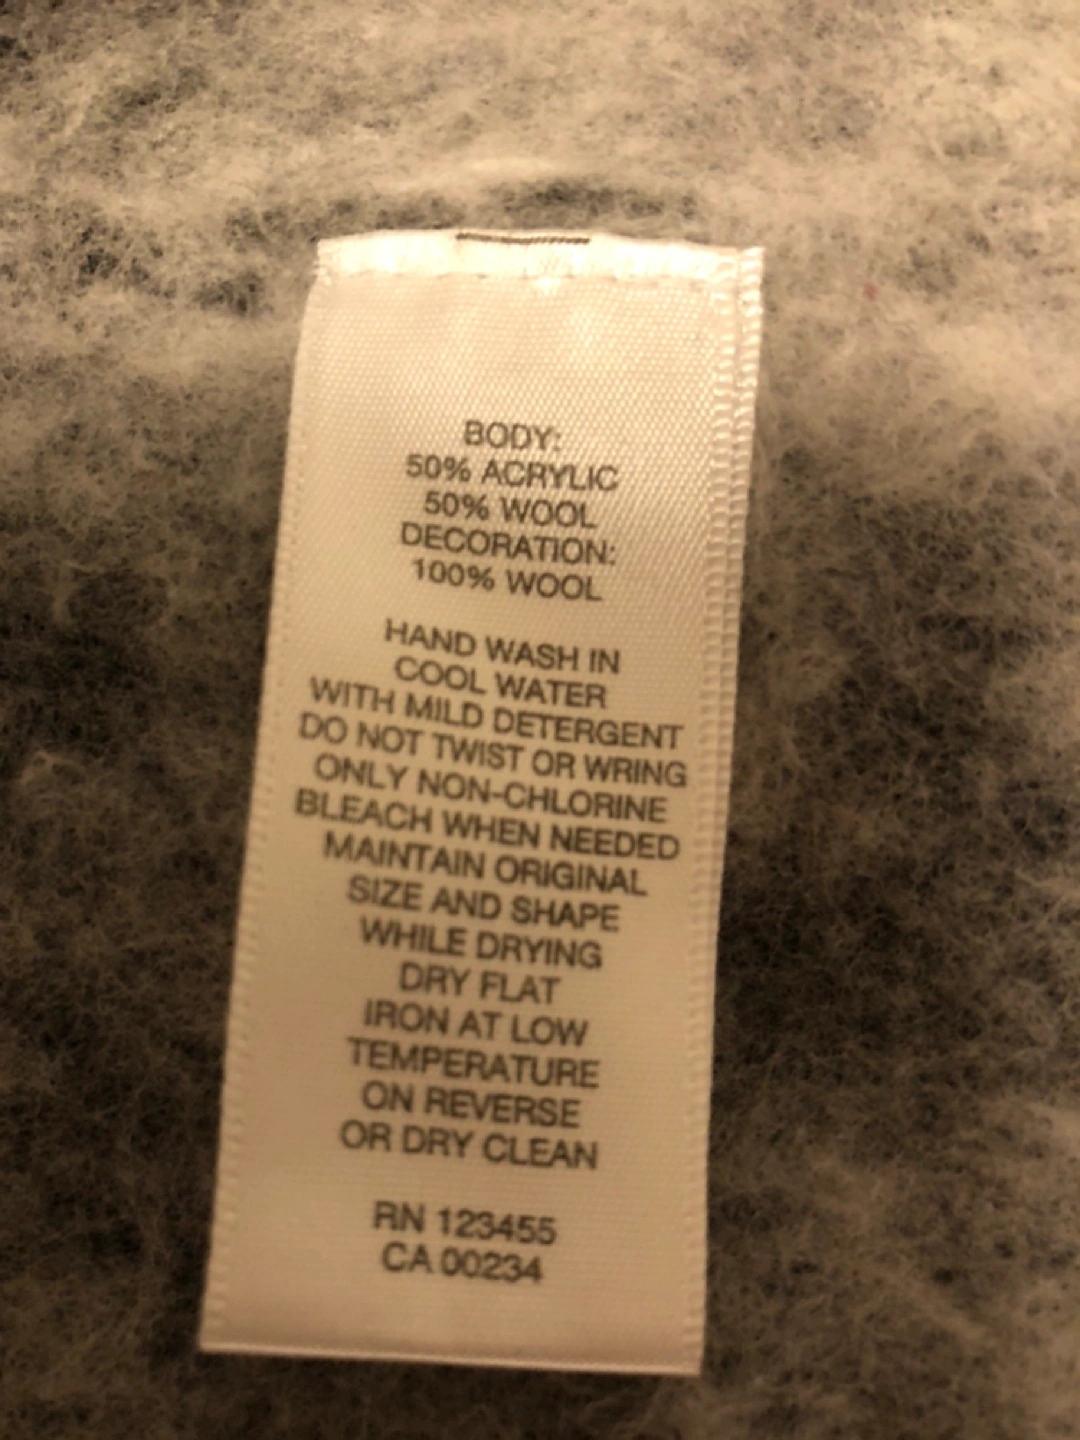 BODY:
50% ACRYLIC
50% WOOL
DECORATION:
100% WOOL
HAND WASH IN
COOL WATER
WITH MILD DETERGENT
DO NOT TWIST OR WRING
ONLY NON-CHLORINE
BLEACH WHEN NEEDED
MAINTAIN ORIGINAL
SIZE AND SHAPE
WHILE DRYING
DRY FLAT
IRON AT LOW
TEMPERATURE
ON REVERSE
OR DRY CLEAN
RN 123455
CA 00234